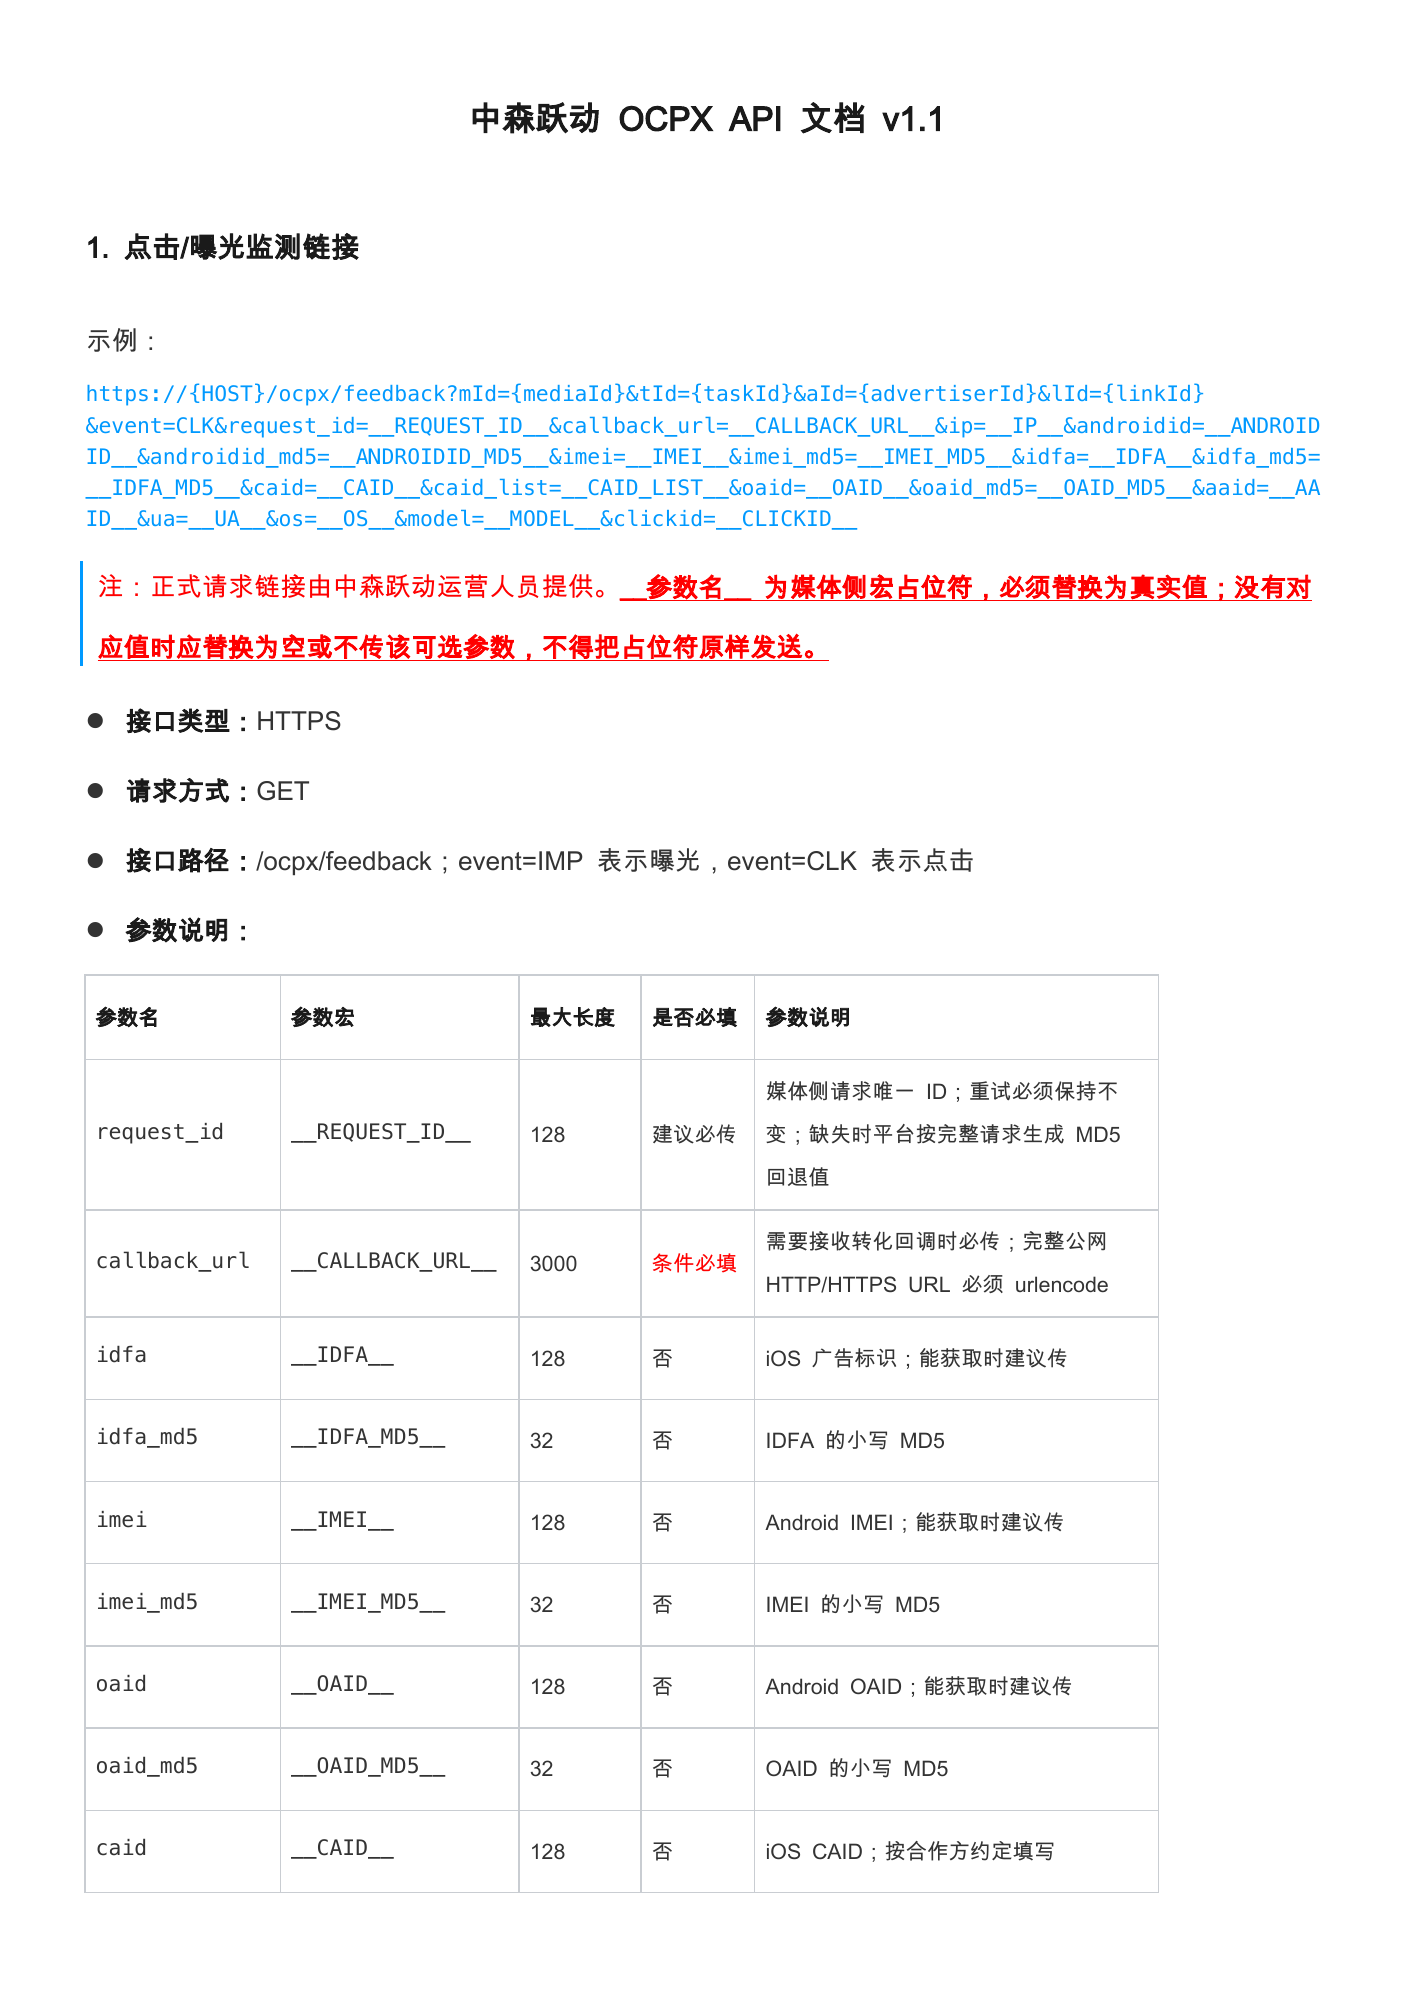 中森跃动 OCPX API 文档 v1.1
1. 点击/曝光监测链接
示例：
https://{HOST}/ocpx/feedback?mId={mediaId}&tId={taskId}&aId={advertiserId}&lId={linkId}
&event=CLK&request_id=__REQUEST_ID__&callback_url=__CALLBACK_URL__&ip=__IP__&androidid=__ANDROID
ID__&androidid_md5=__ANDROIDID_MD5__&imei=__IMEI__&imei_md5=__IMEI_MD5__&idfa=__IDFA__&idfa_md5=
__IDFA_MD5__&caid=__CAID__&caid_list=__CAID_LIST__&oaid=__OAID__&oaid_md5=__OAID_MD5__&aaid=__AA
ID__&ua=__UA__&os=__OS__&model=__MODEL__&clickid=__CLICKID__
注：正式请求链接由中森跃动运营人员提供。__参数名__ 为媒体侧宏占位符，必须替换为真实值；没有对
应值时应替换为空或不传该可选参数，不得把占位符原样发送。
● 接口类型：HTTPS
● 请求方式：GET
● 接口路径：/ocpx/feedback；event=IMP 表示曝光，event=CLK 表示点击
● 参数说明：
参数名 参数宏 最大长度 是否必填 参数说明
request_id __REQUEST_ID__ 128 建议必传 媒体侧请求唯一 ID；重试必须保持不
变；缺失时平台按完整请求生成 MD5
回退值
callback_url __CALLBACK_URL__ 3000 条件必填 需要接收转化回调时必传；完整公网
HTTP/HTTPS URL 必须 urlencode
idfa __IDFA__ 128 否 iOS 广告标识；能获取时建议传
idfa_md5 __IDFA_MD5__ 32 否 IDFA 的小写 MD5
imei __IMEI__ 128 否 Android IMEI；能获取时建议传
imei_md5 __IMEI_MD5__ 32 否 IMEI 的小写 MD5
oaid __OAID__ 128 否 Android OAID；能获取时建议传
oaid_md5 __OAID_MD5__ 32 否 OAID 的小写 MD5
caid __CAID__ 128 否 iOS CAID；按合作方约定填写